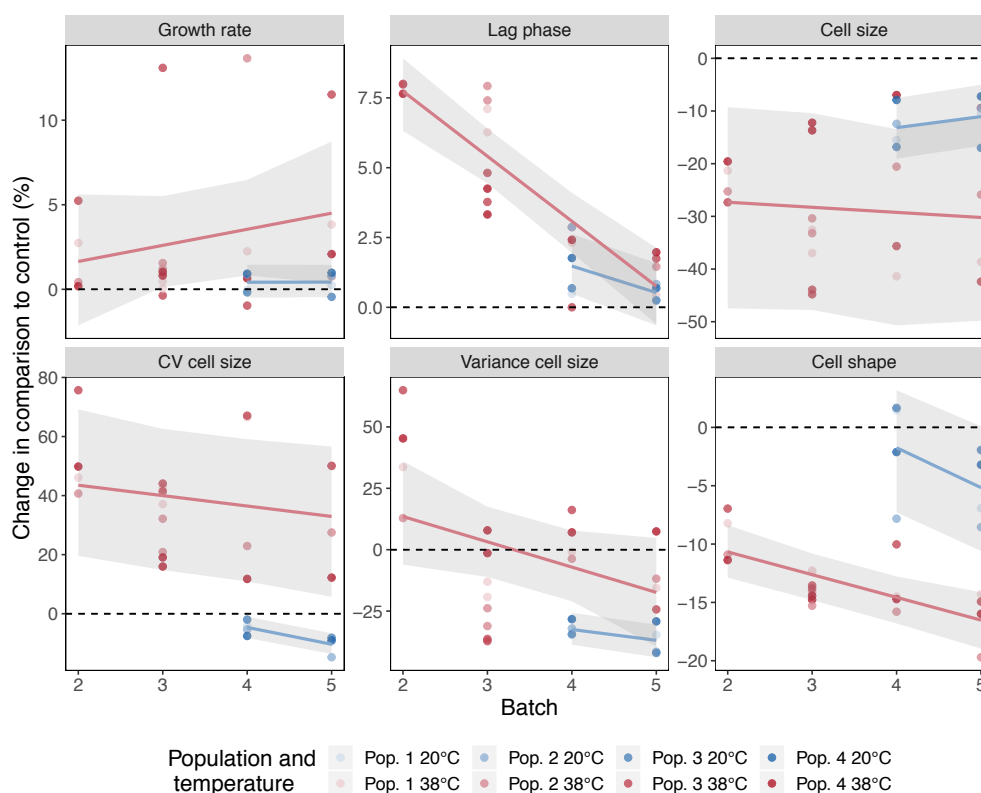 Growth rate
Lag phase
Cell size
10
5
0
7.5
5.0
2.5
0.0
0
−10
−20
−30
−40
−50
Change in comparison to control (%)
CV cell size
Variance cell size
Cell shape
80
60
40
20
0
50
25
0
−25
0
−5
−10
−15
−20
2 3 4 5
2 3 4 5
2 3 4 5
Batch
Population and
temperature
Pop. 1 20°C Pop. 2 20°C Pop. 3 20°C Pop. 4 20°C
Pop. 1 38°C Pop. 2 38°C Pop. 3 38°C Pop. 4 38°C